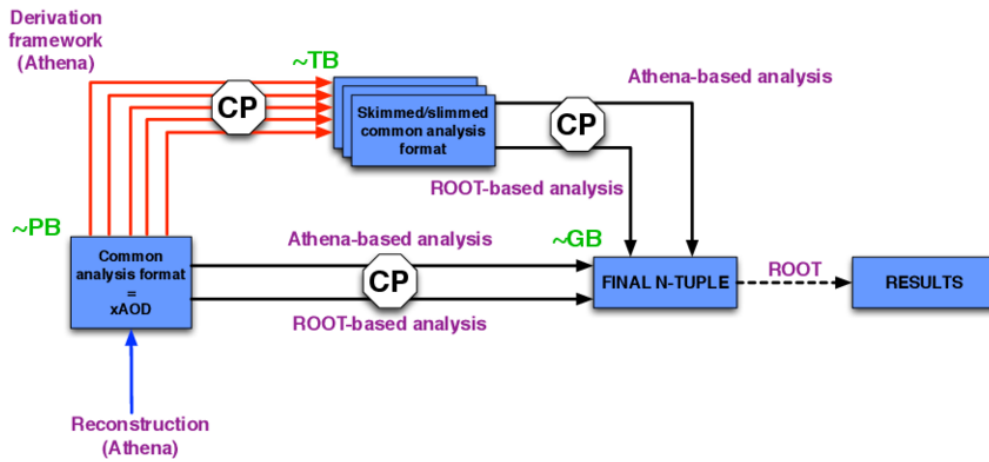 Derivation
framework
(Athena)
~TB
CP
Skimmed/slimmed
common analysis
format
CP
Athena-based analysis
ROOT-based analysis
~PB
Common
analysis format
=
xAOD
Athena-based analysis
CP
ROOT-based analysis
~GB
FINAL N-TUPLE
ROOT
RESULTS
Reconstruction
(Athena)